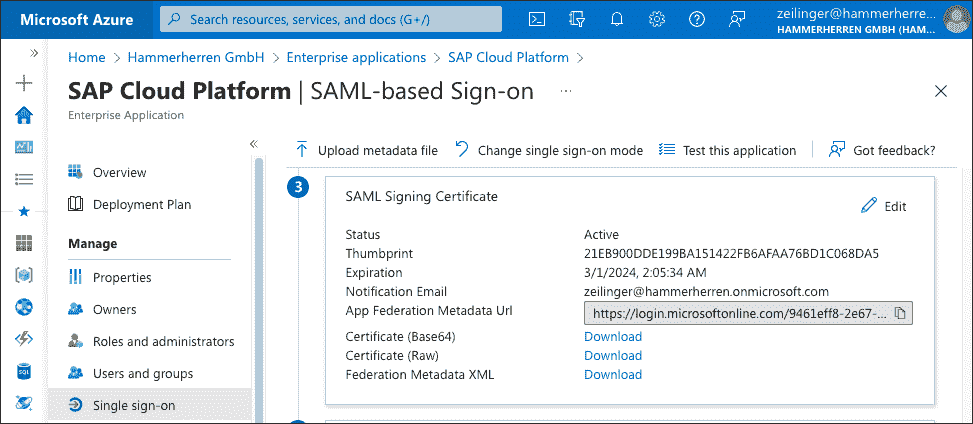 Microsoft Azure
Search resources, services, and docs (G+/)
zeilinger@hammerherren...
HAMMERHERREN GMBH (HAM...
Home > Hammerherren GmbH > Enterprise applications > SAP Cloud Platform >
SAP Cloud Platform | SAML-based Sign-on ...
Enterprise Application
Upload metadata file
Change single sign-on mode
Test this application
Got feedback?
Overview
Deployment Plan
Manage
Properties
Owners
Roles and administrators
Users and groups
Single sign-on
3
SAML Signing Certificate
Edit
Status Active
Thumbprint 21EB900DDE199BA151422FB6AFAA76BD1C068DA5
Expiration 3/1/2024, 2:05:34 AM
Notification Email zeilinger@hammerherren.onmicrosoft.com
App Federation Metadata Url https://login.microsoftonline.com/9461eff8-2e67-...
Certificate (Base64) Download
Certificate (Raw) Download
Federation Metadata XML Download